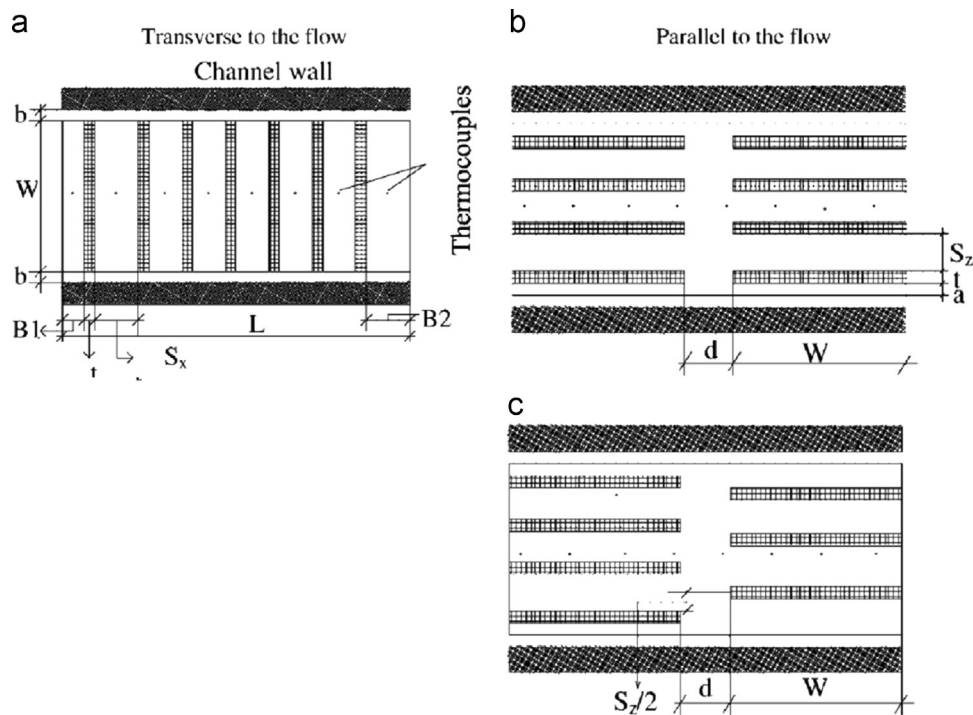 a
Transverse to the flow
Channel wall
b
W
b
Thermocouples
B1
L
B2
t
Sx
b
Parallel to the flow
Sz
t
a
d
W
c
Sz/2
d
W